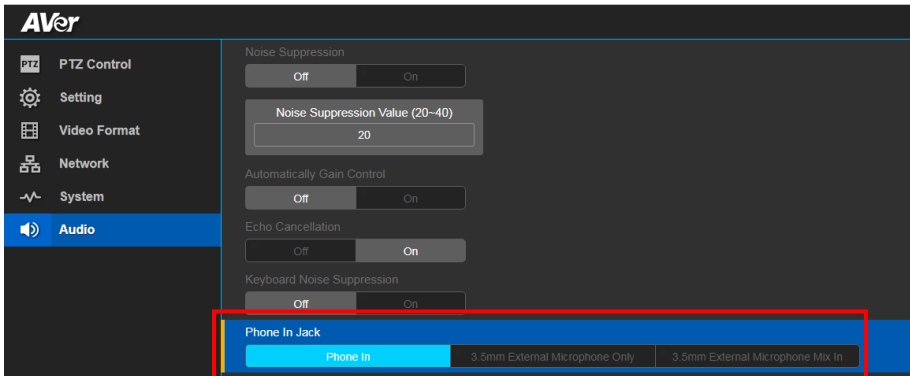 AVer
PTZ PTZ Control
Setting
Video Format
Network
System
Audio
Noise Suppression
Off On
Noise Suppression Value (20~40)
20
Automatically Gain Control
Off On
Echo Cancellation
Off On
Keyboard Noise Suppression
Off On
Phone In Jack
Phone In 3.5mm External Microphone Only 3.5mm External Microphone Mix In